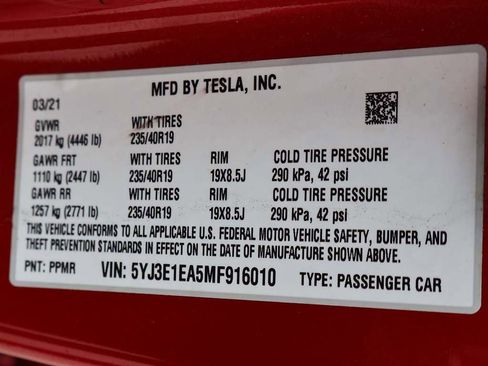 MFD BY TESLA, INC.
03/21
GVWR WITH TIRES
2017 kg (4446 lb) 235/40R19
GAWR FRT WITH TIRES RIM COLD TIRE PRESSURE
1110 kg (2447 lb) 235/40R19 19X8.5J 290 kPa, 42 psi
GAWR RR WITH TIRES RIM COLD TIRE PRESSURE
1257 kg (2771 lb) 235/40R19 19X8.5J 290 kPa, 42 psi
THIS VEHICLE CONFORMS TO ALL APPLICABLE U.S. FEDERAL MOTOR VEHICLE SAFETY, BUMPER, AND
THEFT PREVENTION STANDARDS IN EFFECT ON THE DATE OF MANUFACTURE SHOWN ABOVE.
PNT: PPMR VIN: 5YJ3E1EA5MF916010 TYPE: PASSENGER CAR